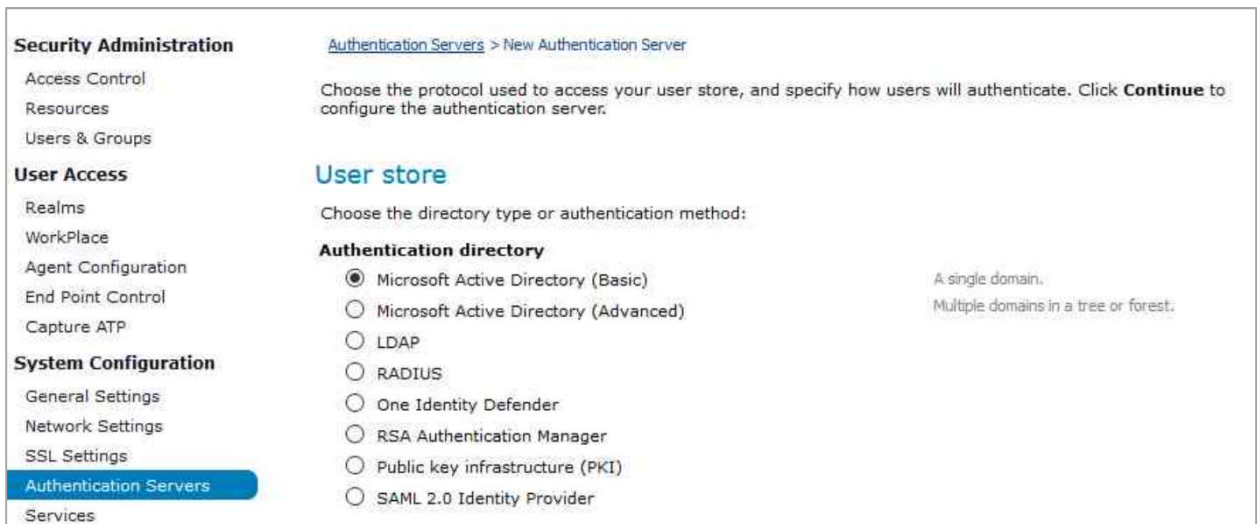 Security Administration
Access Control
Resources
Users & Groups
User Access
Realms
WorkPlace
Agent Configuration
End Point Control
Capture ATP
System Configuration
General Settings
Network Settings
SSL Settings
Authentication Servers
Services
Authentication Servers > New Authentication Server
Choose the protocol used to access your user store, and specify how users will authenticate. Click Continue to
configure the authentication server.
User store
Choose the directory type or authentication method:
Authentication directory
Microsoft Active Directory (Basic) A single domain.
Microsoft Active Directory (Advanced) Multiple domains in a tree or forest.
LDAP
RADIUS
One Identity Defender
RSA Authentication Manager
Public key infrastructure (PKI)
SAML 2.0 Identity Provider